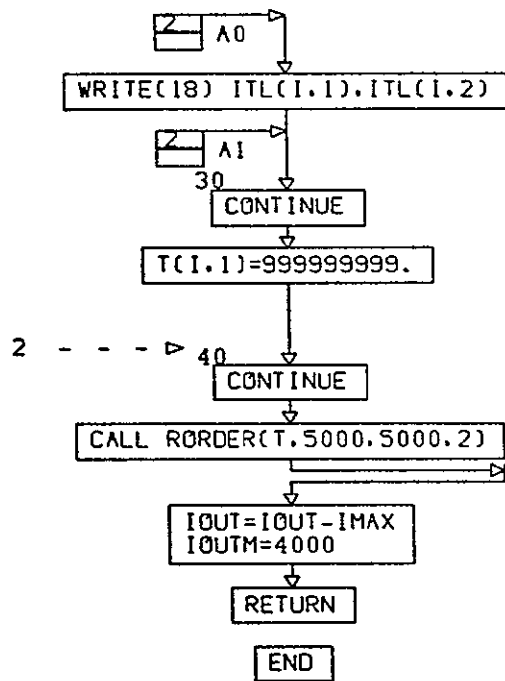 2 A0
WRITE(18) ITL(I.1).ITL(I.2)
2 AI
30
CONTINUE
T(I.1)=999999999.
2 - - - 40
CONTINUE
CALL RORDER(T.5000.5000.2)
IOUT=IOUT-IMAX
IOUTM=4000
RETURN
END